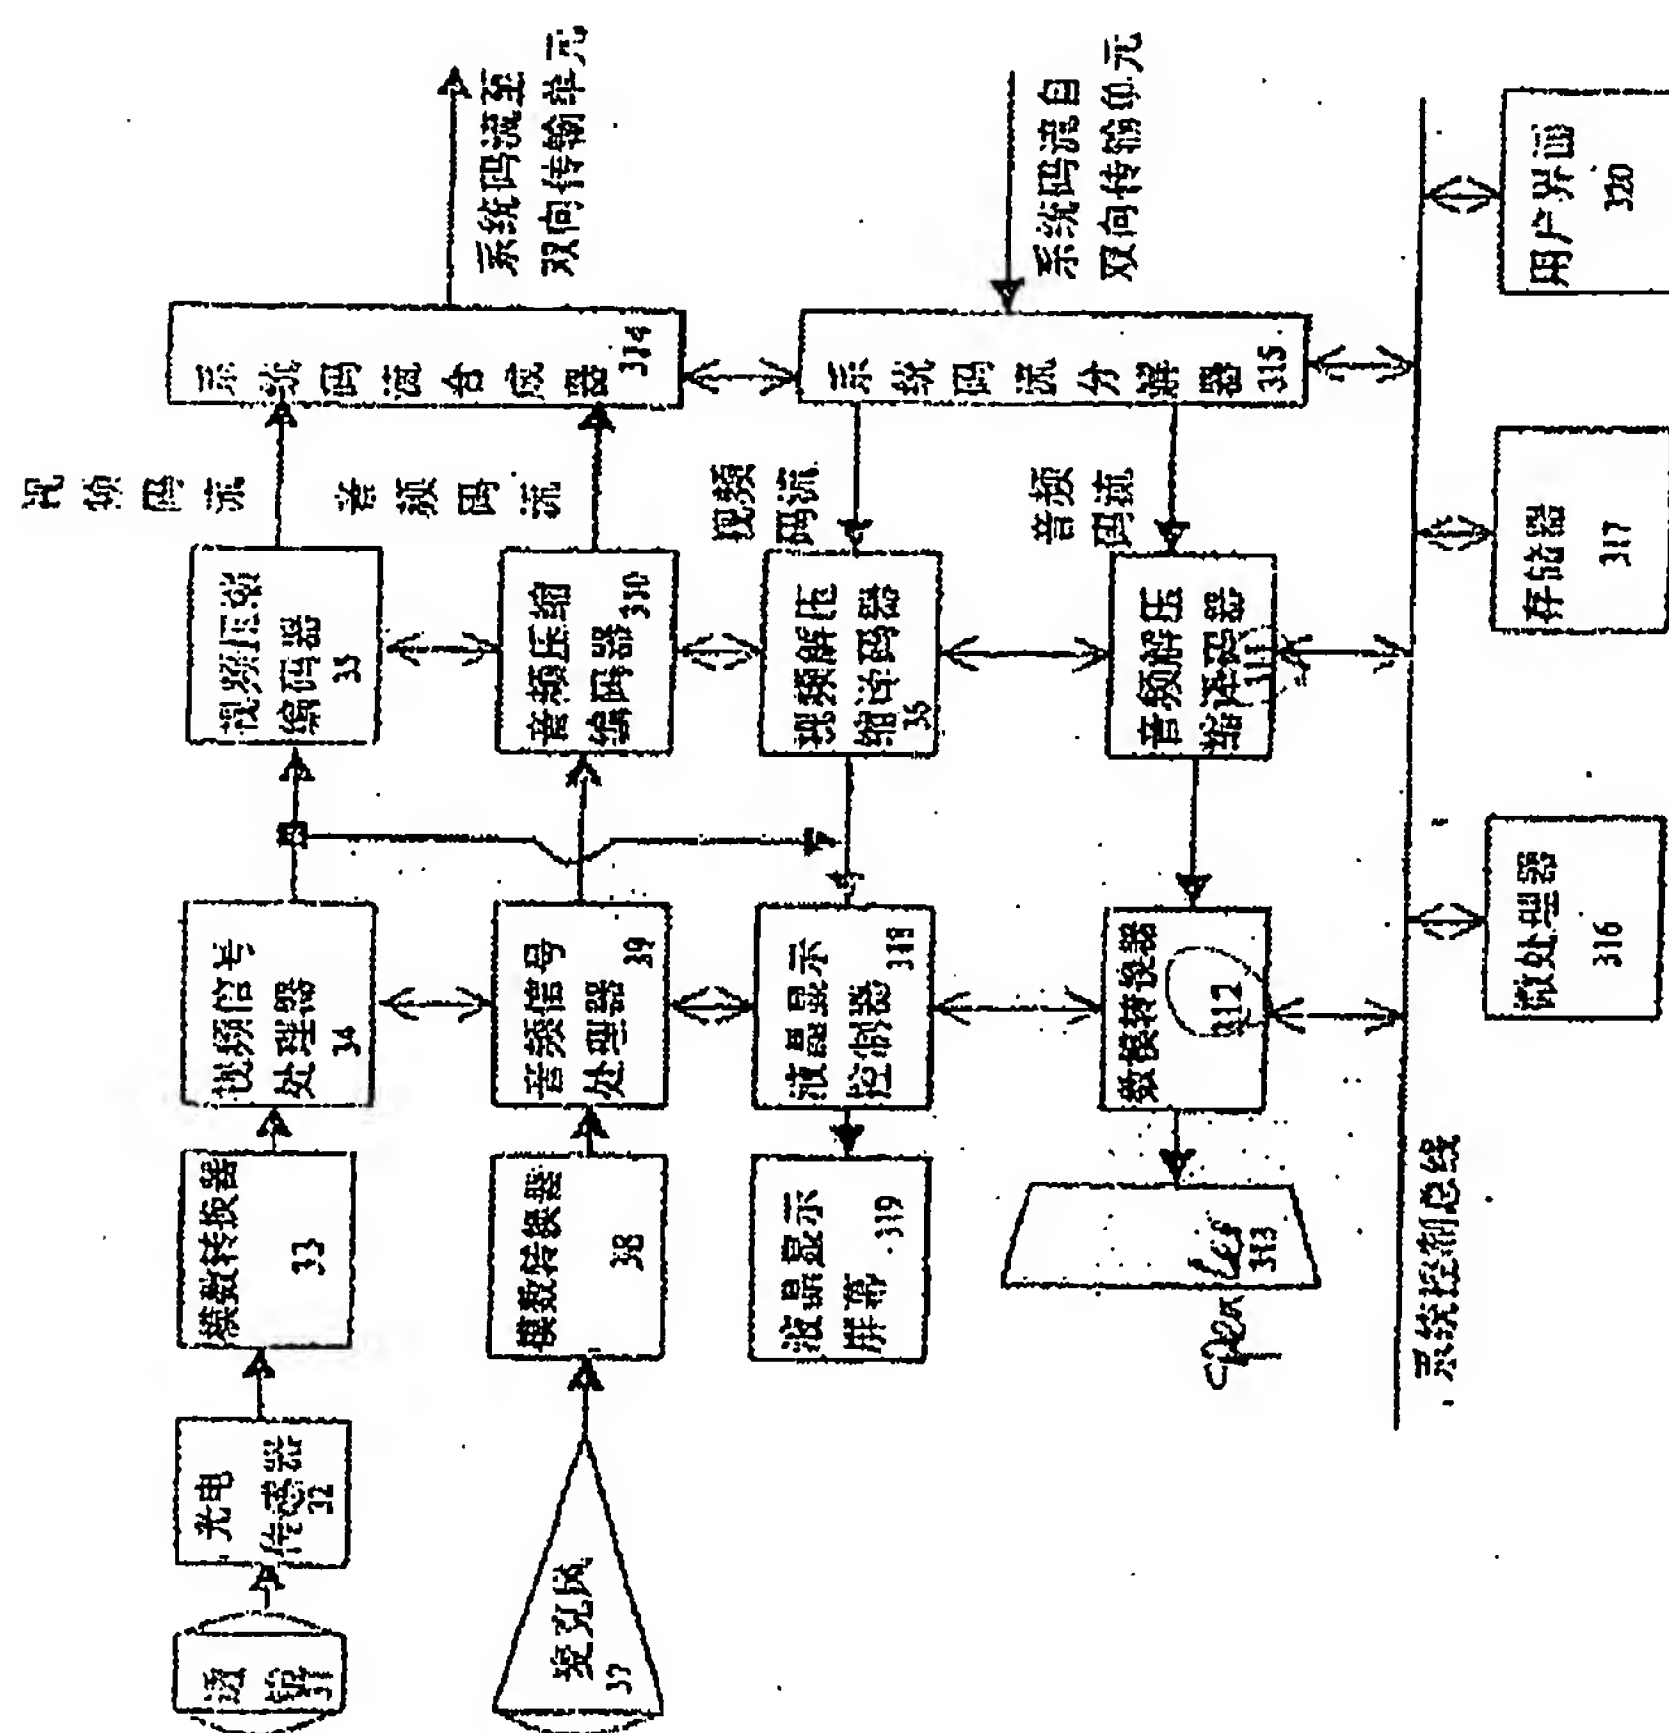 系统码流至
双向传输单元
系统码流自
双向传输单元
系统码流合成器
314
系统码流分解器
315
视频码流
音频码流
视频
码流
音频
码流
视频压缩
编码器
35
音频压缩
编码器
310
视频解压
缩译码器
36
音频解压
缩译码器
311
视频信号
处理器
34
音频信号
处理器
39
液晶显示
控制器
318
数模转换器
312
模数转换器
33
模数转换器
38
液晶显示
屏幕
319
313
光电
传感器
32
透镜
31
麦克风
37
用户界面
320
存储器
317
微处理器
316
系统控制总线